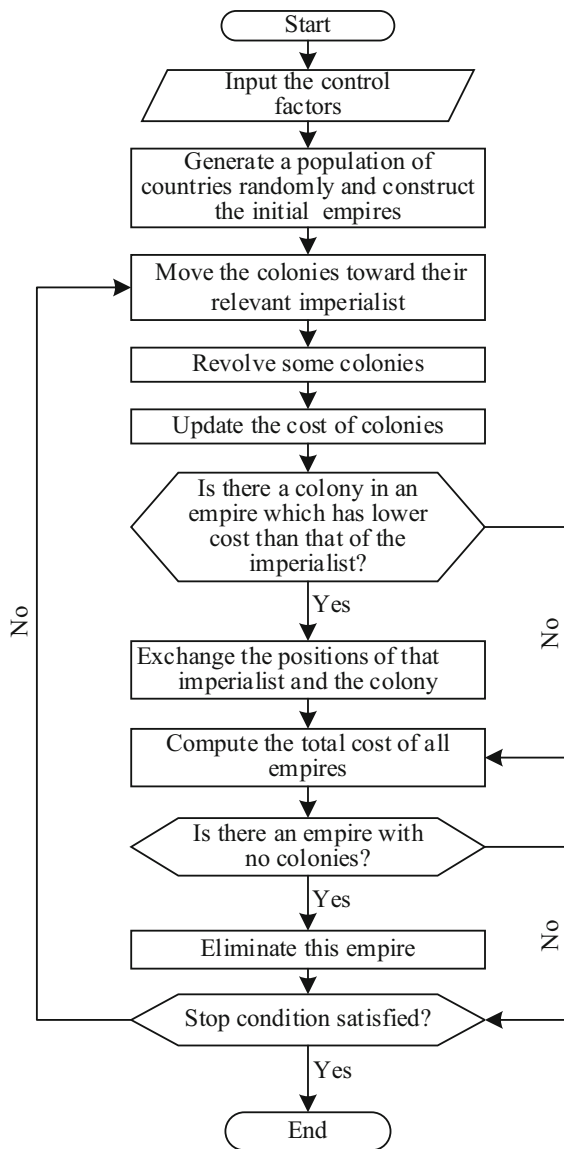 Start
Input the control
factors
Generate a population of
countries randomly and construct
the initial empires
Move the colonies toward their
relevant imperialist
Revolve some colonies
Update the cost of colonies
Is there a colony in an
empire which has lower
cost than that of the
imperialist?
Yes
No
No
Exchange the positions of that
imperialist and the colony
Compute the total cost of all
empires
Is there an empire with
no colonies?
Yes
No
Eliminate this empire
Stop condition satisfied?
Yes
End